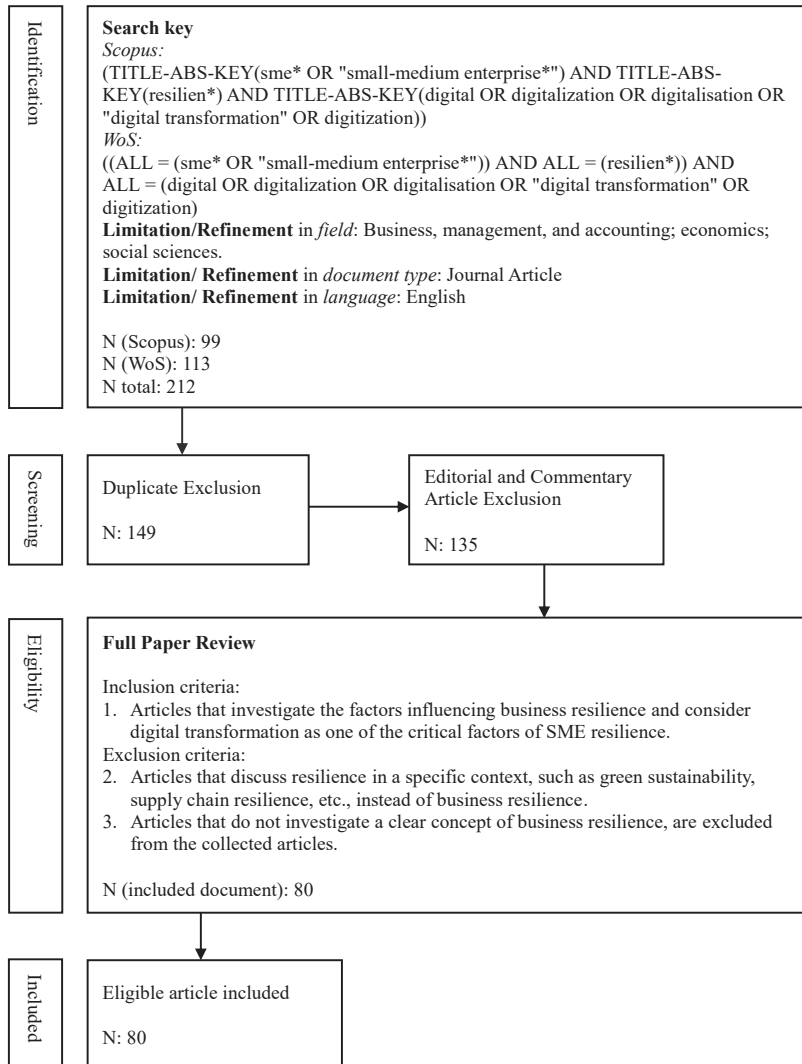 Identification
Search key
Scopus:
(TITLE-ABS-KEY(sme* OR "small-medium enterprise*") AND TITLE-ABS-
KEY(resilien*) AND TITLE-ABS-KEY(digital OR digitalization OR digitalisation OR
"digital transformation" OR digitization))
WoS:
((ALL = (sme* OR "small-medium enterprise*")) AND ALL = (resilien*)) AND
ALL = (digital OR digitalization OR digitalisation OR "digital transformation" OR
digitization)
Limitation/Refinement in field: Business, management, and accounting; economics;
social sciences.
Limitation/ Refinement in document type: Journal Article
Limitation/ Refinement in language: English
N (Scopus): 99
N (WoS): 113
N total: 212
Screening
Duplicate Exclusion
N: 149
Editorial and Commentary
Article Exclusion
N: 135
Eligibility
Full Paper Review
Inclusion criteria:
1. Articles that investigate the factors influencing business resilience and consider
digital transformation as one of the critical factors of SME resilience.
Exclusion criteria:
2. Articles that discuss resilience in a specific context, such as green sustainability,
supply chain resilience, etc., instead of business resilience.
3. Articles that do not investigate a clear concept of business resilience, are excluded
from the collected articles.
N (included document): 80
Included
Eligible article included
N: 80